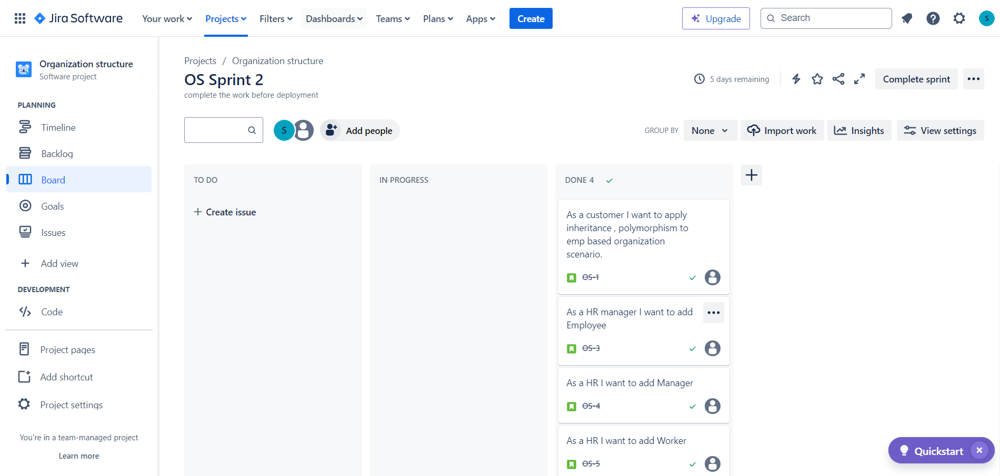 Jira Software
Your work
Projects
Filters
Dashboards
Teams
Plans
Apps
Create
Upgrade
Search
S
Organization structure
Software project
PLANNING
Timeline
Backlog
Board
Goals
Issues
Add view
DEVELOPMENT
Code
Project pages
Add shortcut
Project settings
You're in a team-managed project
Learn more
Projects / Organization structure
OS Sprint 2
complete the work before deployment
5 days remaining
Complete sprint
S
Add people
GROUP BY
None
Import work
Insights
View settings
TO DO
Create issue
IN PROGRESS
DONE 4
As a customer I want to apply
inheritance , polymorphism to
emp based organization
scenario.
OS-1
As a HR manager I want to add
Employee
OS-3
As a HR I want to add Manager
OS-4
As a HR I want to add Worker
OS-5
Quickstart